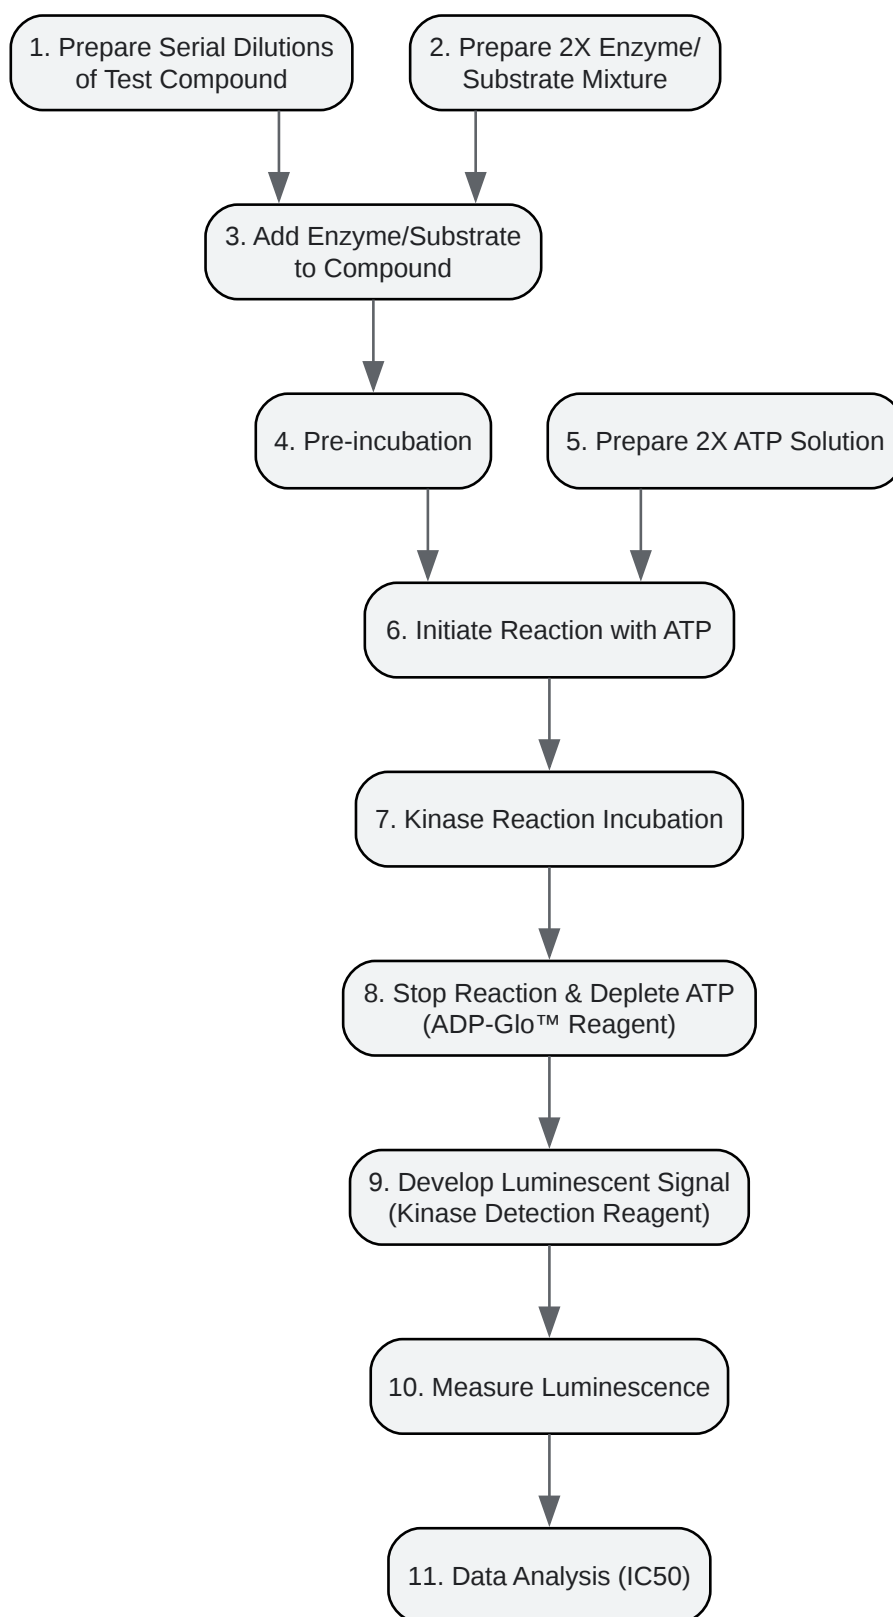 1. Prepare Serial Dilutions
of Test Compound
2. Prepare 2X Enzyme/
Substrate Mixture
3. Add Enzyme/Substrate
to Compound
4. Pre-incubation
5. Prepare 2X ATP Solution
6. Initiate Reaction with ATP
7. Kinase Reaction Incubation
8. Stop Reaction & Deplete ATP
(ADP-Glo™ Reagent)
9. Develop Luminescent Signal
(Kinase Detection Reagent)
10. Measure Luminescence
11. Data Analysis (IC50)